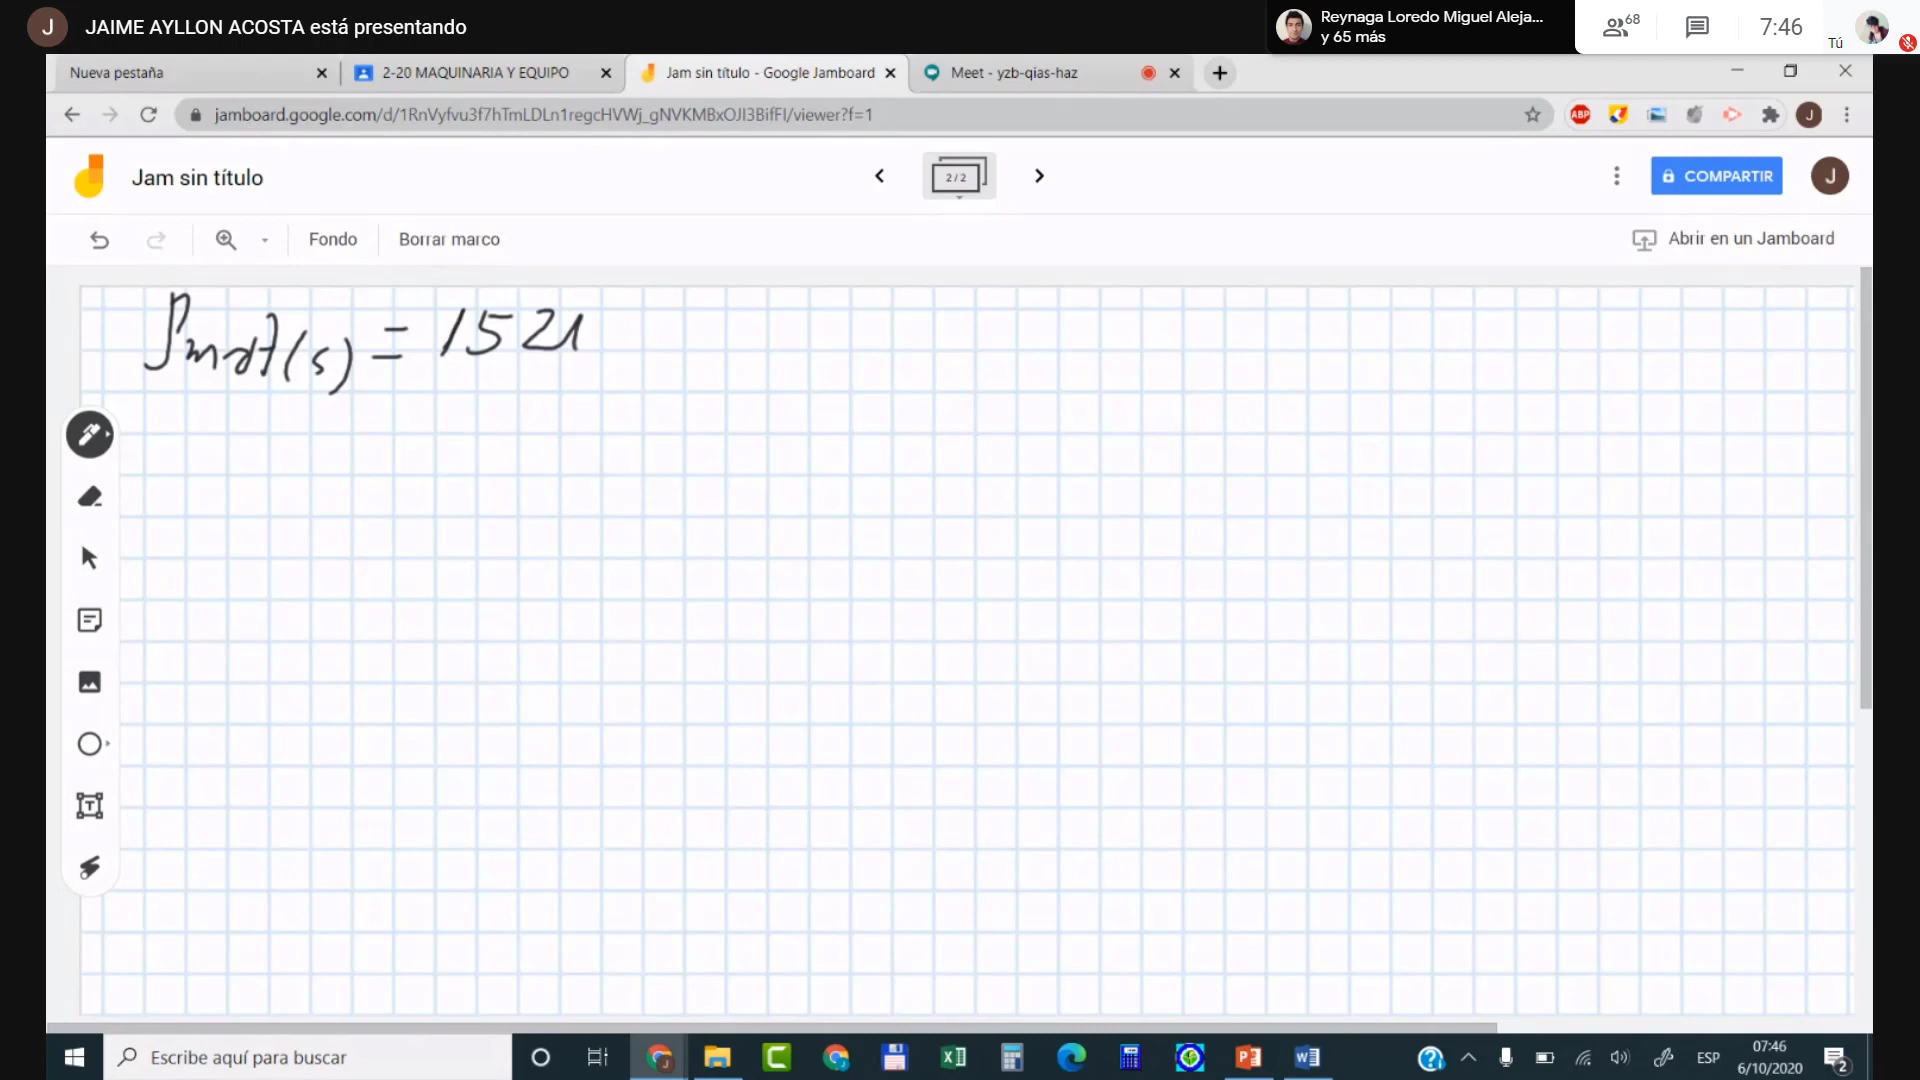 J JAIME AYLLON ACOSTA está presentando
Reynaga Loredo Miguel Aleja...
y 65 más
68
7:46
Tú
Nueva pestaña
2-20 MAQUINARIA Y EQUIPO
Jam sin título - Google Jamboard
Meet - yzb-qias-haz
jamboard.google.com/d/1RnVyfvu3f7hTmLDLn1regcHVWj_gNVKMBxOJI3BifFI/viewer?f=1
ABP
J
Jam sin título
2 / 2
COMPARTIR
J
Fondo
Borrar marco
Abrir en un Jamboard
(s) = 1521
Escribe aquí para buscar
ESP
07:46
6/10/2020
2